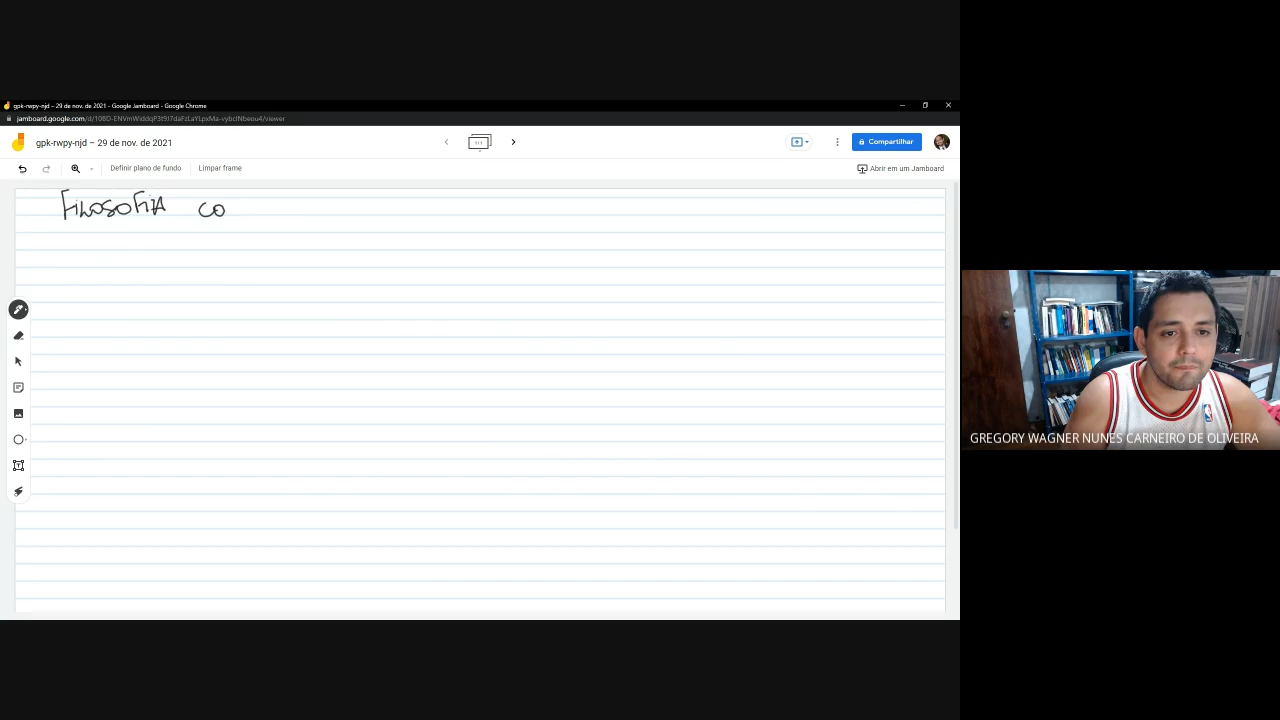 gpk-rwpy-njd – 29 de nov. de 2021 - Google Jamboard - Google Chrome
gpk-rwpy-njd – 29 de nov. de 2021
Compartilhar
Definir plano de fundo
Limpar frame
Abrir em um Jamboard
FILOSOFIA CO
GREGORY WAGNER NUNES CARNEIRO DE OLIVEIRA